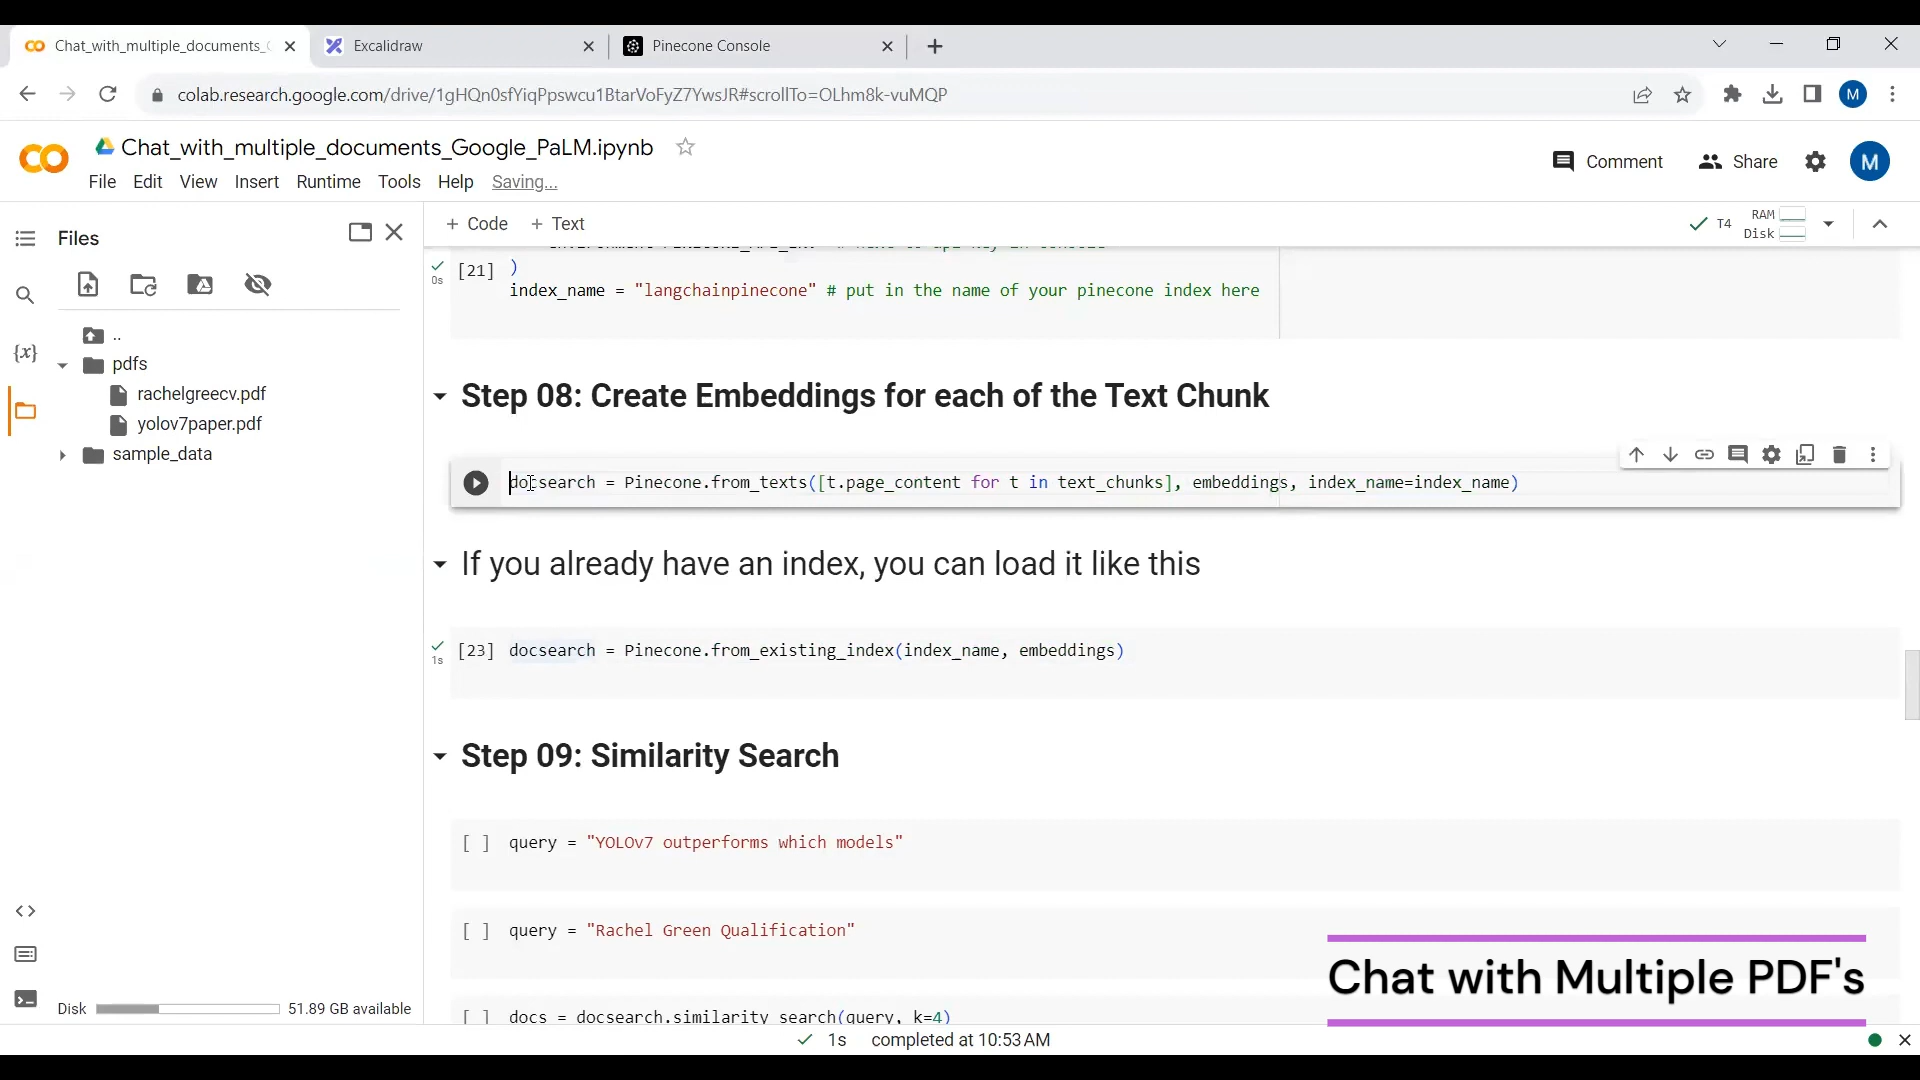 Chat_with_multiple_documents_G
Excalidraw
Pinecone Console
colab.research.google.com/drive/1gHQn0sfYiqPpswcu1BtarVoFyZ7YwsJR#scrollTo=OLhm8k-vuMQP
M
Chat_with_multiple_documents_Google_PaLM.ipynb
File Edit View Insert Runtime Tools Help Saving...
Comment
Share
M
Files
+ Code + Text
T4
RAM
Disk
[21] )
0s
index_name = "langchainpinecone" # put in the name of your pinecone index here
..
pdfs
rachelgreecv.pdf
yolov7paper.pdf
sample_data
{x}
Step 08: Create Embeddings for each of the Text Chunk
docsearch = Pinecone.from_texts([t.page_content for t in text_chunks], embeddings, index_name=index_name)
If you already have an index, you can load it like this
[23] docsearch = Pinecone.from_existing_index(index_name, embeddings)
1s
Step 09: Similarity Search
[ ] query = "YOLOv7 outperforms which models"
[ ] query = "Rachel Green Qualification"
[ ] docs = docsearch.similarity_search(query, k=4)
Chat with Multiple PDF's
Disk 51.89 GB available
1s completed at 10:53 AM